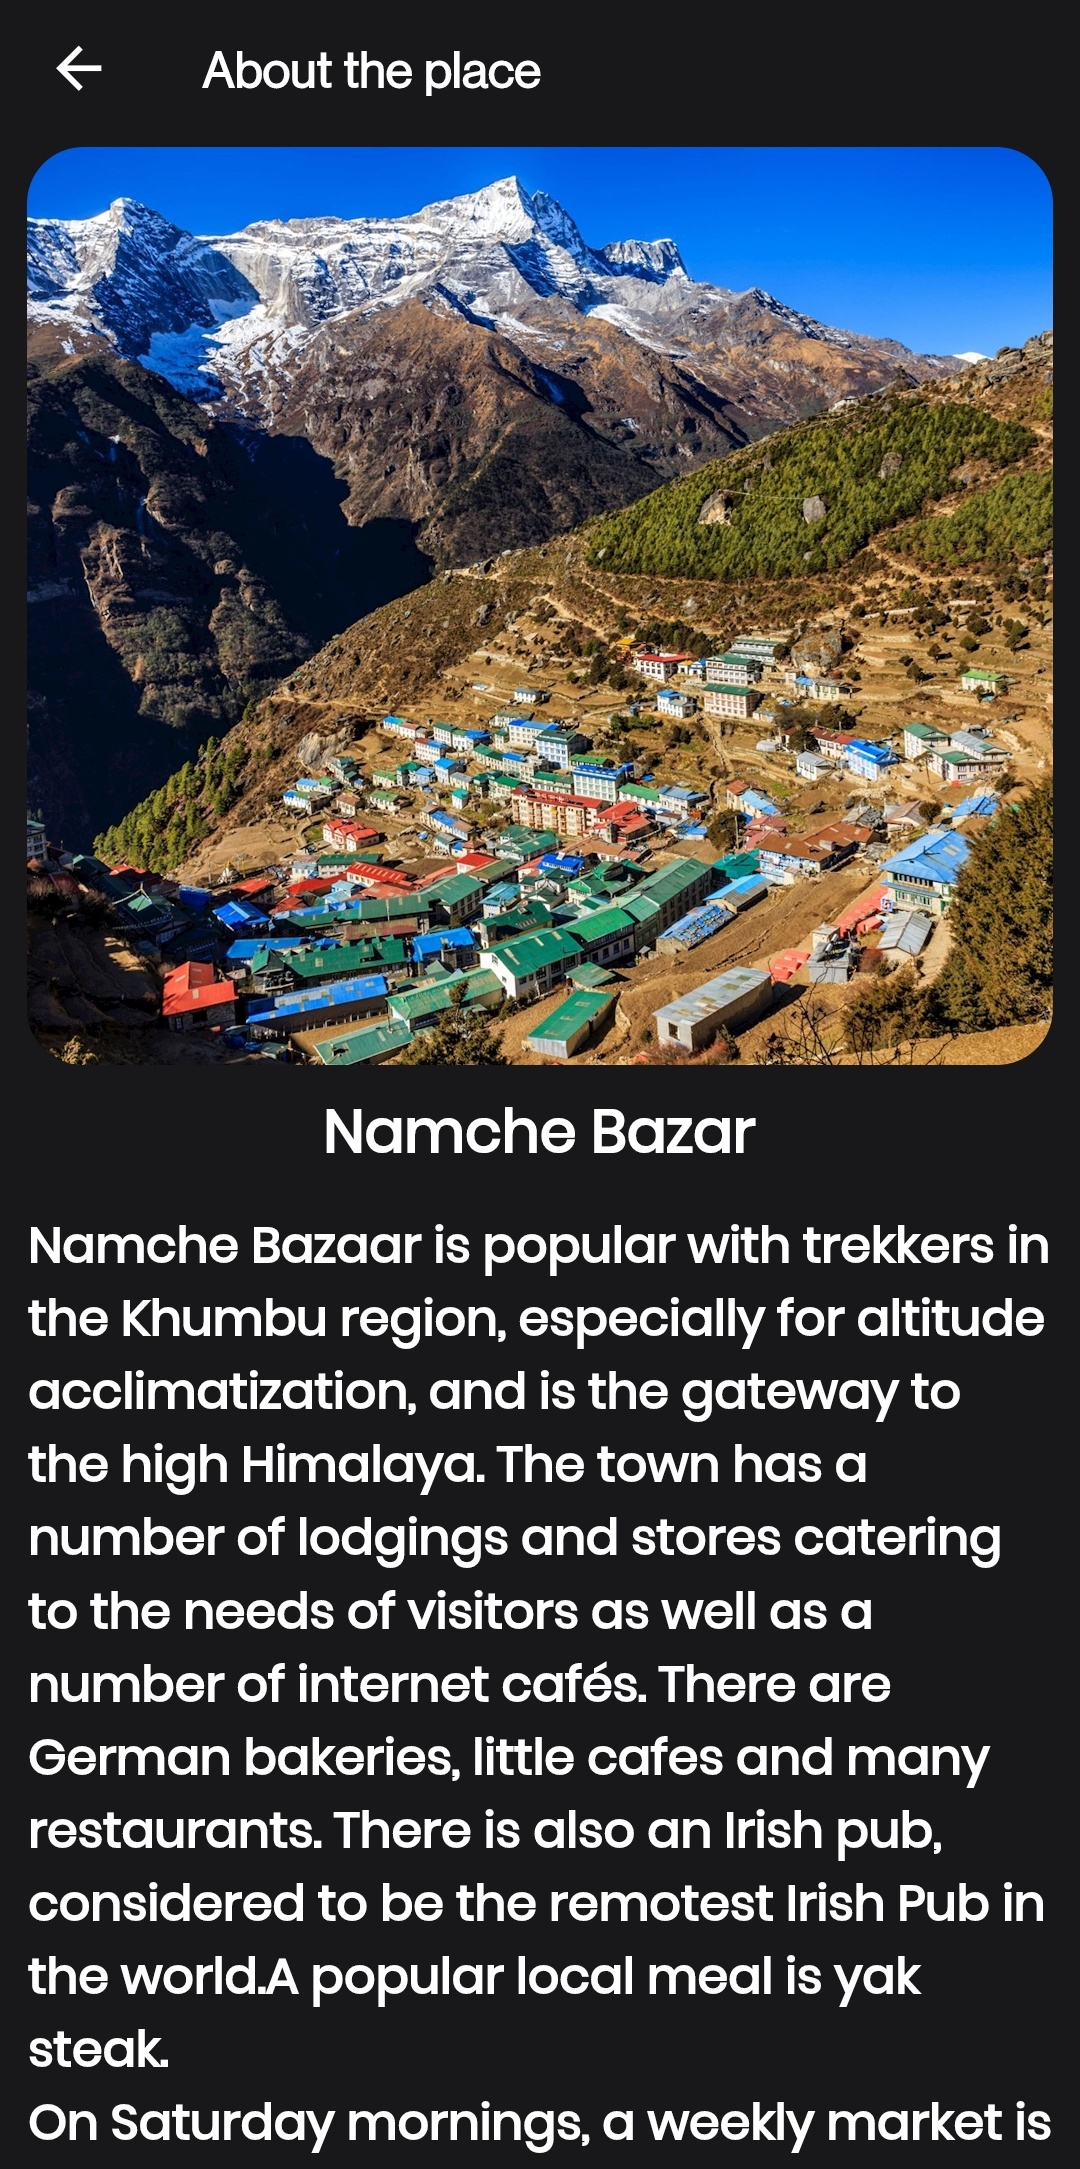 About the place
Namche Bazar
Namche Bazaar is popular with trekkers in
the Khumbu region, especially for altitude
acclimatization, and is the gateway to
the high Himalaya. The town has a
number of lodgings and stores catering
to the needs of visitors as well as a
number of internet cafés. There are
German bakeries, little cafes and many
restaurants. There is also an Irish pub,
considered to be the remotest Irish Pub in
the world.A popular local meal is yak
steak.
On Saturday mornings, a weekly market is